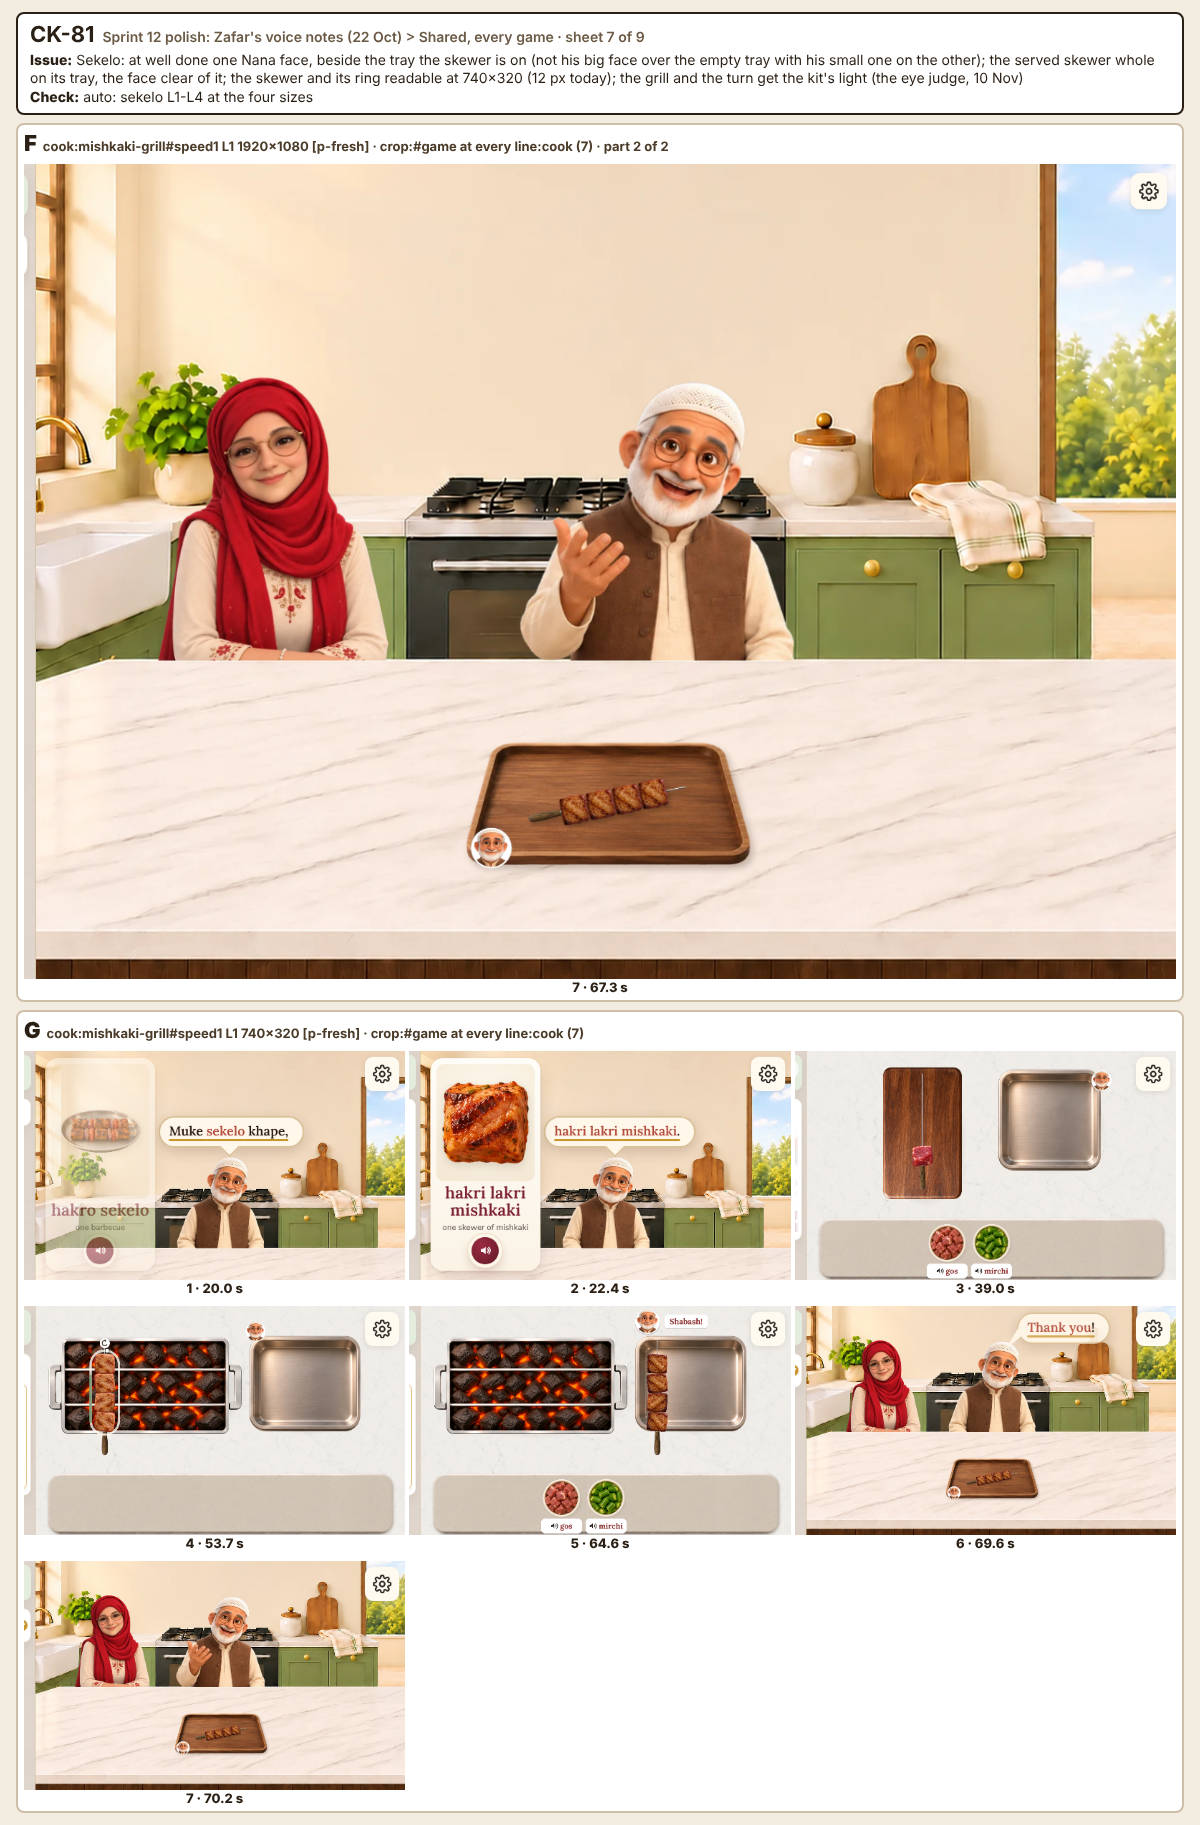 CK-81 Sprint 12 polish: Zafar's voice notes (22 Oct) > Shared, every game · sheet 7 of 9
Issue: Sekelo: at well done one Nana face, beside the tray the skewer is on (not his big face over the empty tray with his small one on the other); the served skewer whole
on its tray, the face clear of it; the skewer and its ring readable at 740×320 (12 px today); the grill and the turn get the kit's light (the eye judge, 10 Nov)
Check: auto: sekelo L1-L4 at the four sizes
F cook:mishkaki-grill#speed1 L1 1920×1080 [p-fresh] · crop:#game at every line:cook (7) · part 2 of 2
7 · 67.3 s
G cook:mishkaki-grill#speed1 L1 740×320 [p-fresh] · crop:#game at every line:cook (7)
Muke sekelo khape,
hakro sekelo
one barbecue
1 · 20.0 s
hakri lakri mishkaki.
hakri lakri
mishkaki
one skewer of mishkaki
2 · 22.4 s
gos
mirchi
3 · 39.0 s
4 · 53.7 s
Shabash!
gos
mirchi
5 · 64.6 s
Thank you!
6 · 69.6 s
7 · 70.2 s